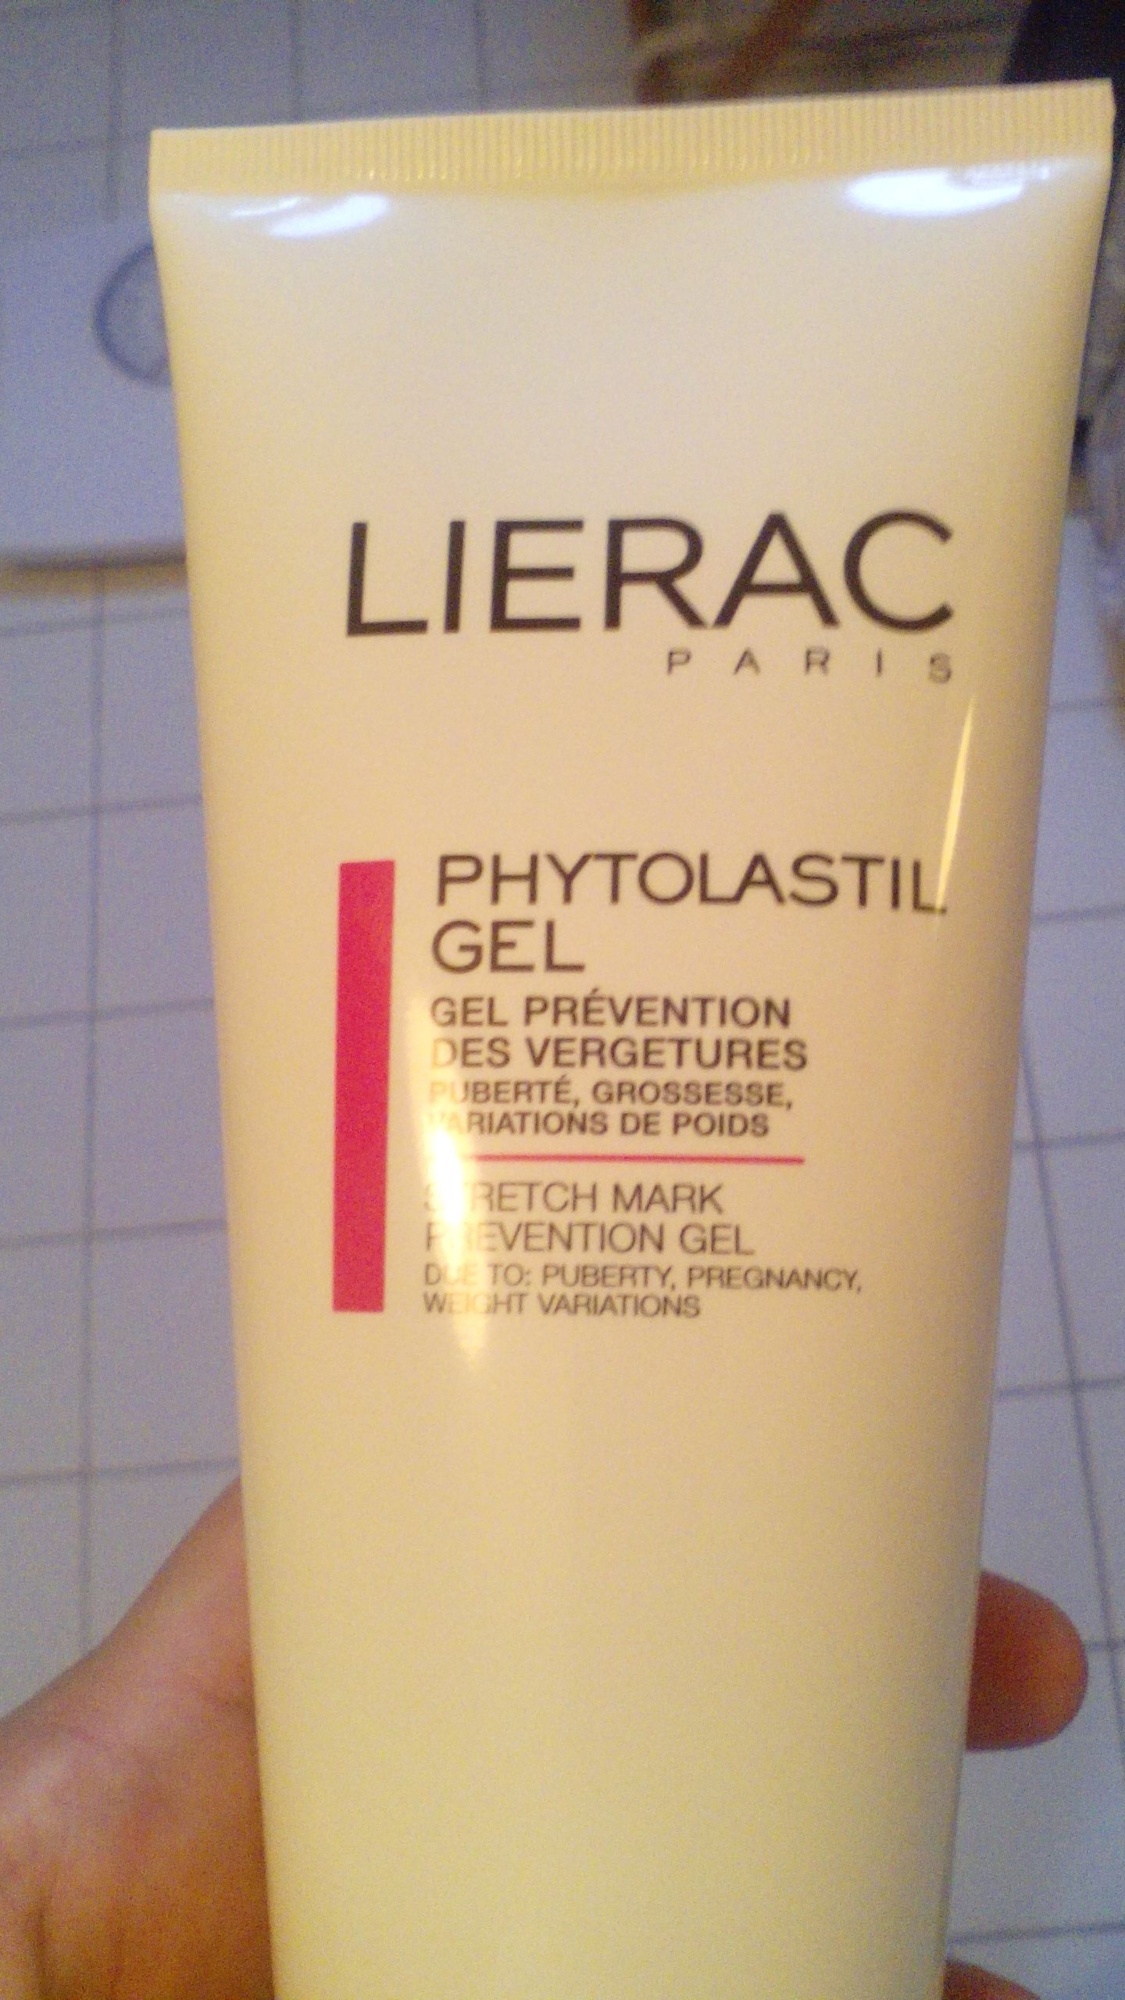 LIERAC
PARIS
PHYTOLASTIL
GEL
GEL PRÉVENTION
DES VERGETURES
PUBERTÉ, GROSSESSE,
VARIATIONS DE POIDS
STRETCH MARK
PREVENTION GEL
DUE TO: PUBERTY, PREGNANCY,
WEIGHT VARIATIONS